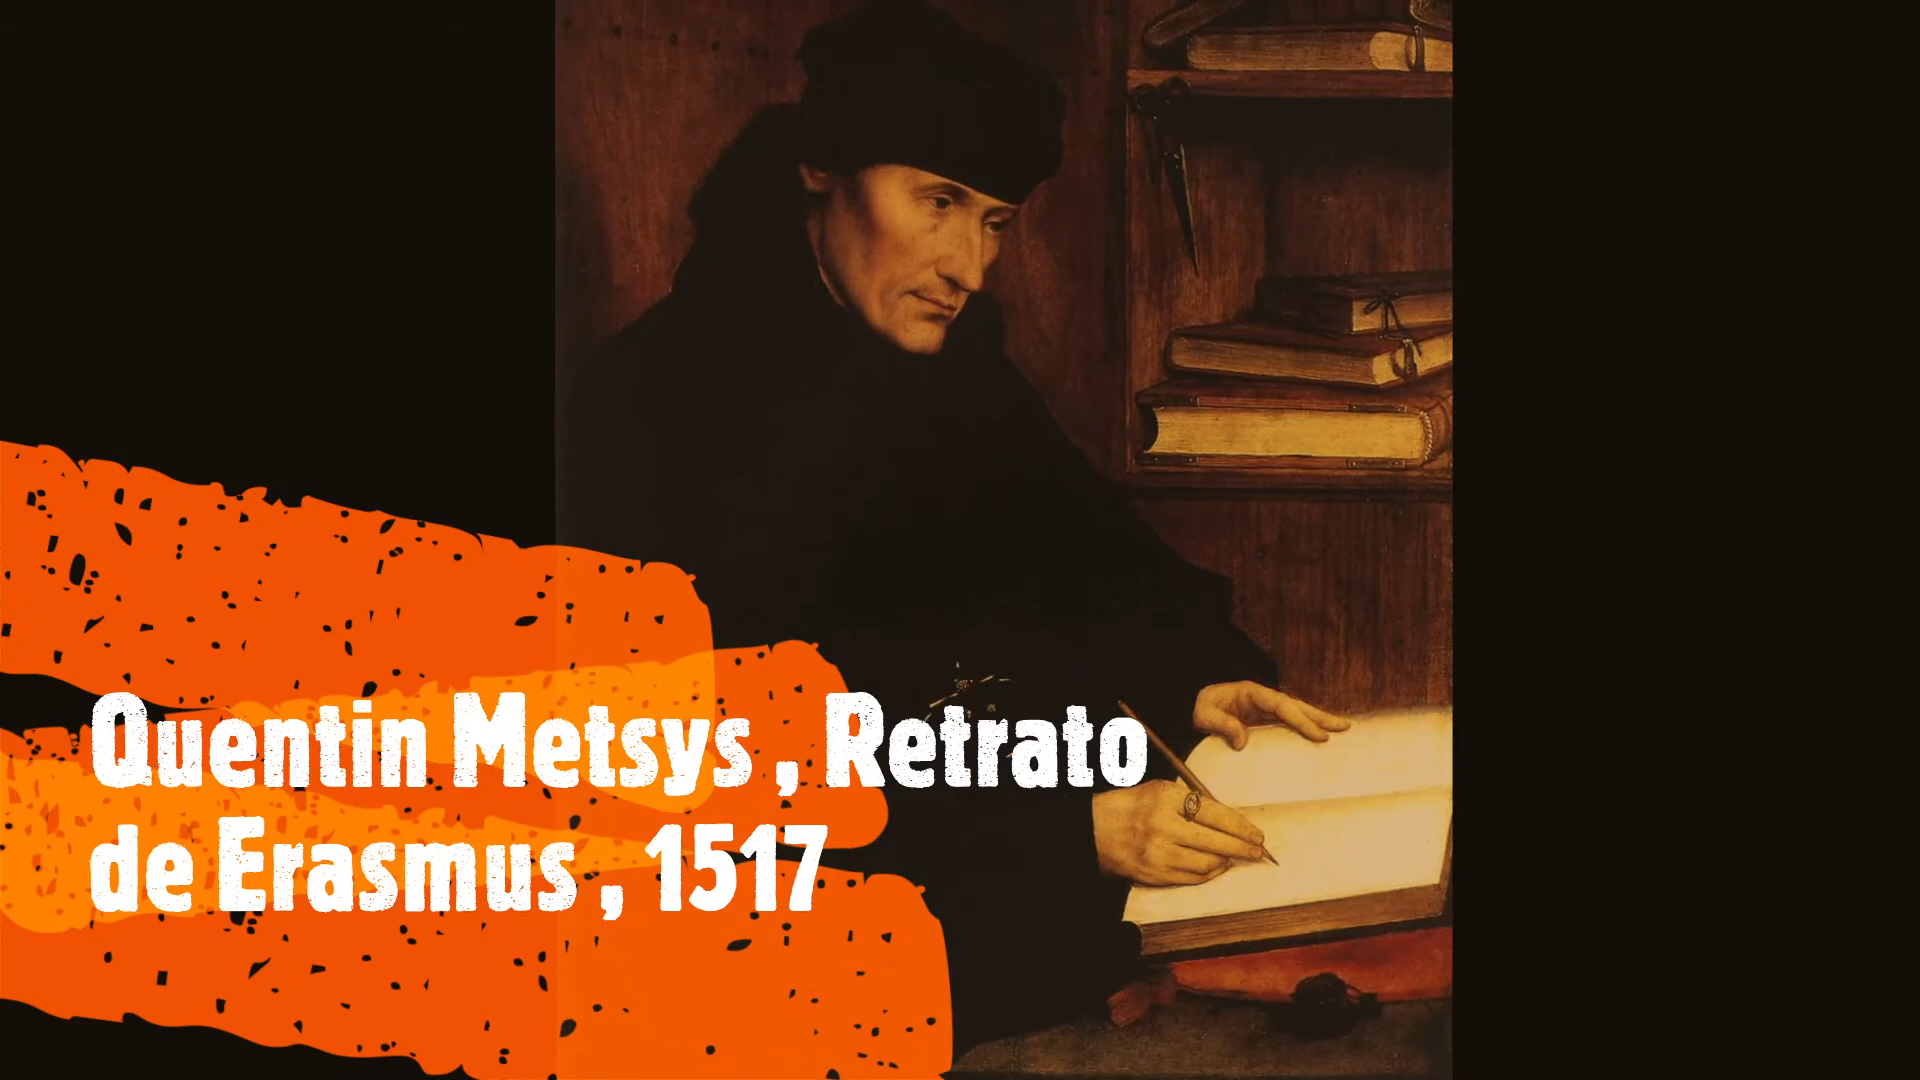 Quentin Metsys , Retrato
de Erasmus , 1517